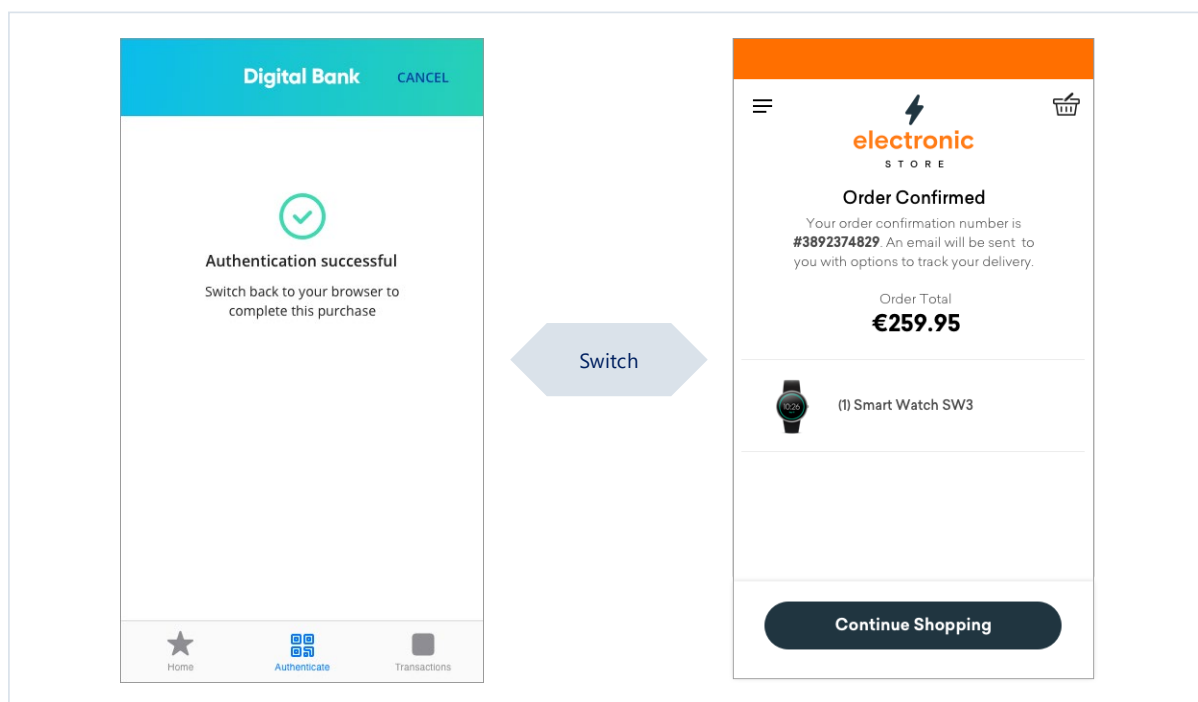 Digital Bank
CANCEL
Authentication successful
Switch back to your browser to
complete this purchase
Home
Authenticate
Transactions
Switch
electronic
STORE
Order Confirmed
Your order confirmation number is
#3892374829. An email will be sent to
you with options to track your delivery.
Order Total
€259.95
10:26
(1) Smart Watch SW3
Continue Shopping